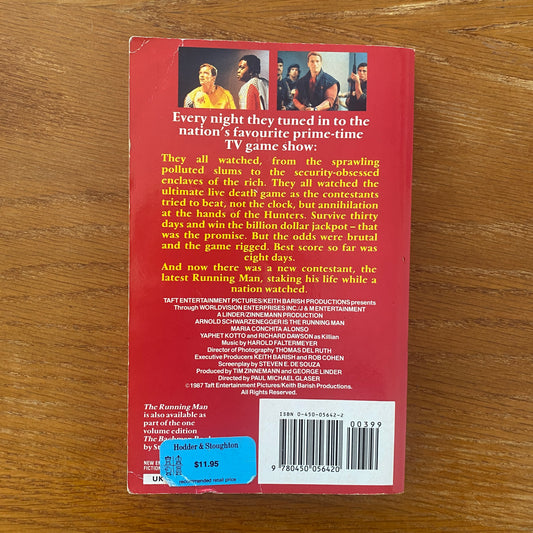 Every night they tuned in to the
nation's favourite prime-time
TV game show:
They all watched, from the sprawling
polluted slums to the
security-obsessed
enclaves of the rich. They all watched the
ultimate live death game as the contestants
tried to beat, not the clock, but annihilation
at the hands of the Hunters. Survive thirty
days and win the billion dollar jackpot – that
was the promise. But the odds were brutal
and the game rigged. Best score so far was
eight days.
And now there was a new contestant, the
latest Running Man, staking his life while a
nation watched.
TAFT ENTERTAINMENT PICTURES/KEITH BARISH PRODUCTIONS presents
Through WORLDVISION ENTERPRISES INC./J & M ENTERTAINMENT
A LINDER/ZINNEMANN PRODUCTION
ARNOLD SCHWARZENEGGER IS THE RUNNING MAN
MARIA CONCHITA ALONSO
YAPHET KOTTO and RICHARD DAWSON as Killian
Music by HAROLD FALTERMEYER
Director of Photography THOMAS DEL RUTH
Executive Producers KEITH BARISH and ROB COHEN
Screenplay by STEVEN E. DE SOUZA
Produced by TIM ZINNEMANN and GEORGE LINDER
Directed by PAUL MICHAEL GLASER
©1987 Taft Entertainment Pictures/Keith Barish Productions.
All Rights Reserved.
The Running Man
is also available as
part of the one
volume edition
The
by St
NEW EN
FICTION
UK
Hodder & Stoughton
$11.95
recommended retail price
ISBN 0-450-05642-2
00399
9 780450 056420